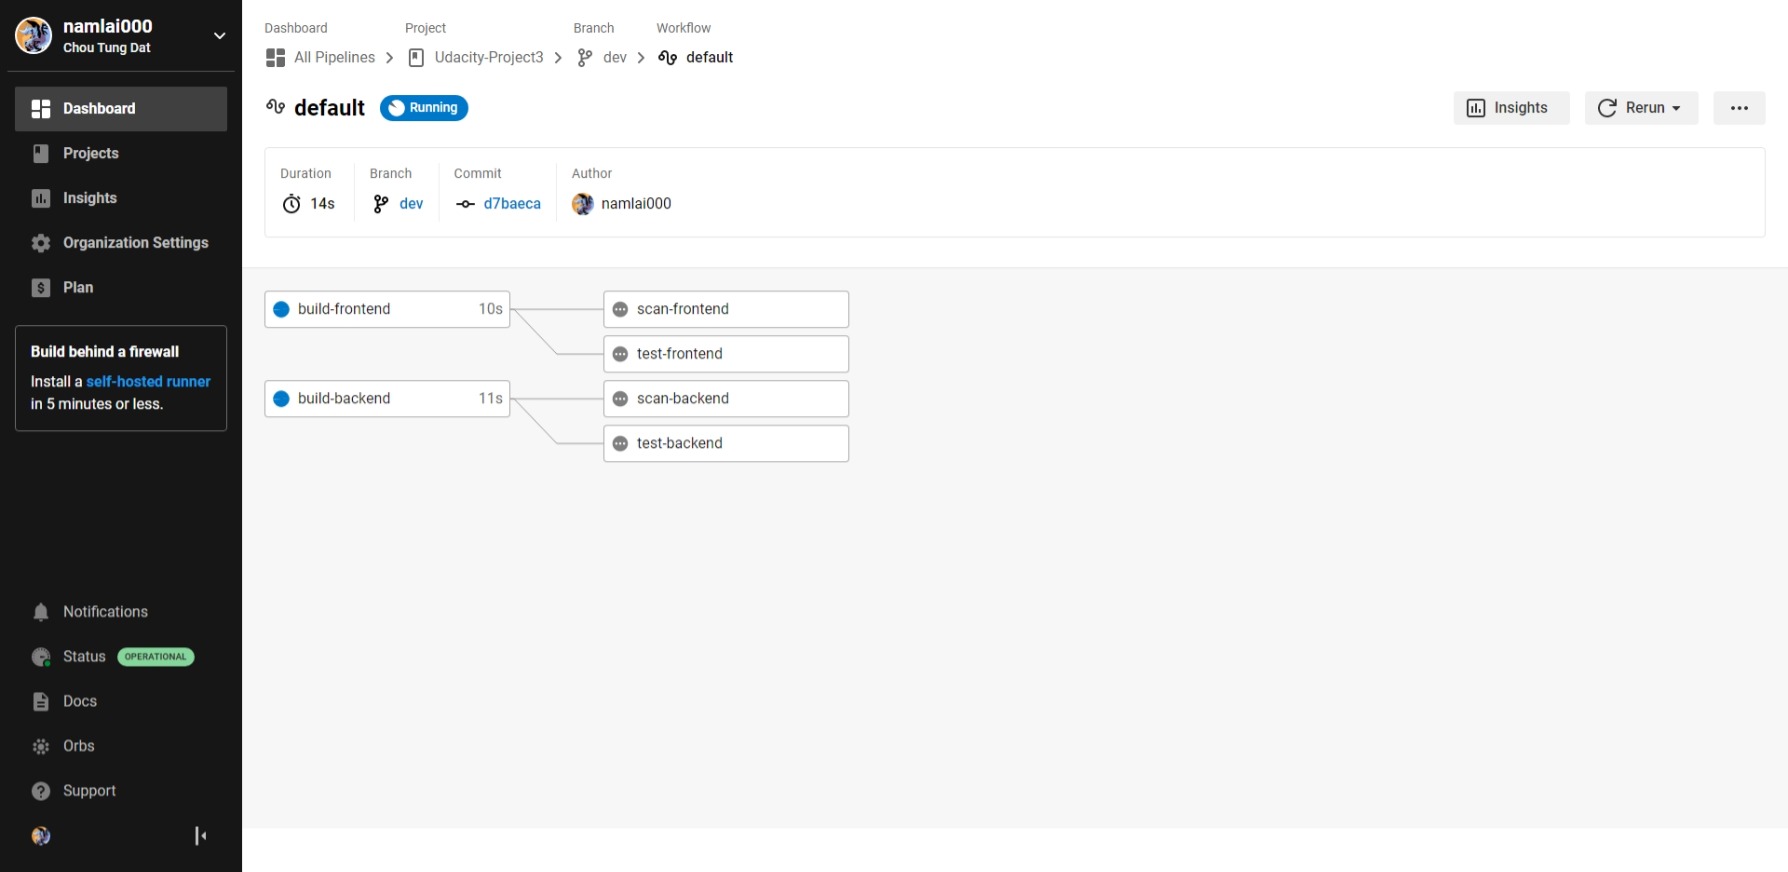 namlai000
Chou Tung Dat
Dashboard
Projects
Insights
Organization Settings
Plan
Build behind a firewall
Install a self-hosted runner
in 5 minutes or less.
Notifications
Status OPERATIONAL
Docs
Orbs
Support
Dashboard Project Branch Workflow
All Pipelines Udacity-Project3 dev default
default Running Insights Rerun
Duration Branch Commit Author
14s dev d7baeca namlai000
build-frontend 10s scan-frontend
test-frontend
build-backend 11s scan-backend
test-backend